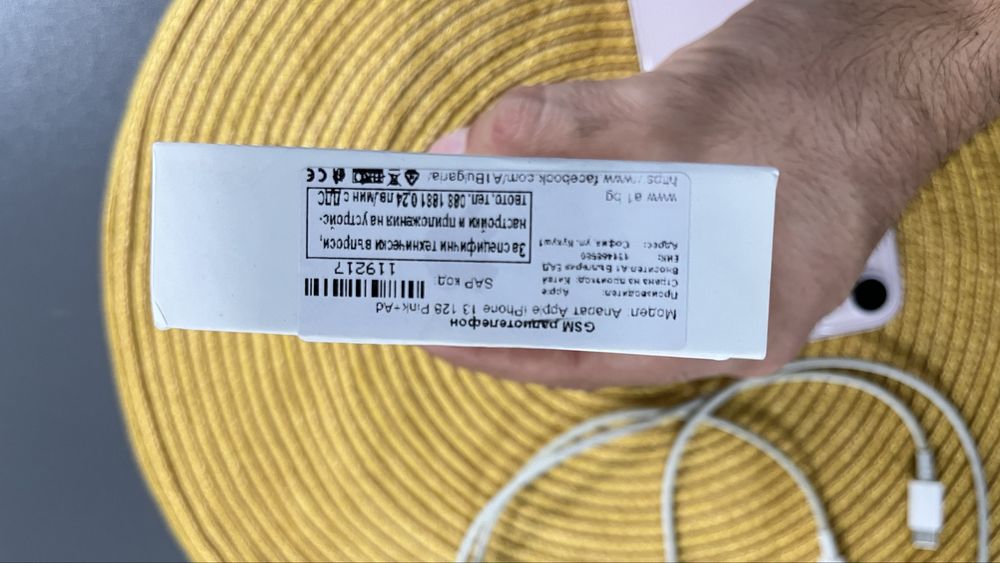 GSM радиотелефон
Модел: Апарат Apple iPhone 13 128 Pink+Ad
Производител: Apple
Страна на произход: Китай
Вносител: А1 България ЕАД
ЕИК: 131468980
Адрес: София, ул. Кукуш 1
www.a1.bg
https://www.facebook.com/A1Bulgaria/
SAP код
119217
За специфични технически въпроси,
настройки и приложения на устройс-
твото, тел. 088 1881 0.24 лв./мин с ДДС
CE